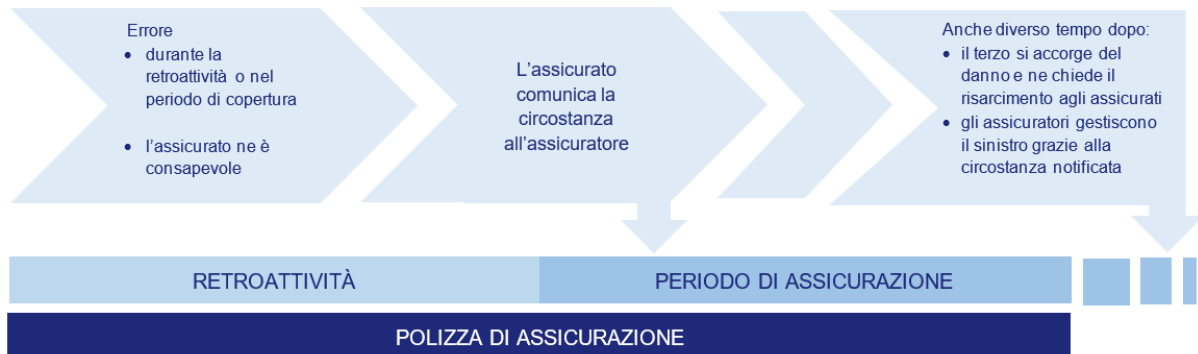 Errore
• durante la
retroattività o nel
periodo di copertura
• l'assicurato ne è
consapevole
L'assicurato
comunica la
circostanza
all'assicuratore
Anche diverso tempo dopo:
• il terzo si accorge del
danno e ne chiede il
risarcimento agli assicurati
• gli assicuratori gestiscono
il sinistro grazie alla
circostanza notificata
RETROATTIVITÀ
PERIODO DI ASSICURAZIONE
POLIZZA DI ASSICURAZIONE